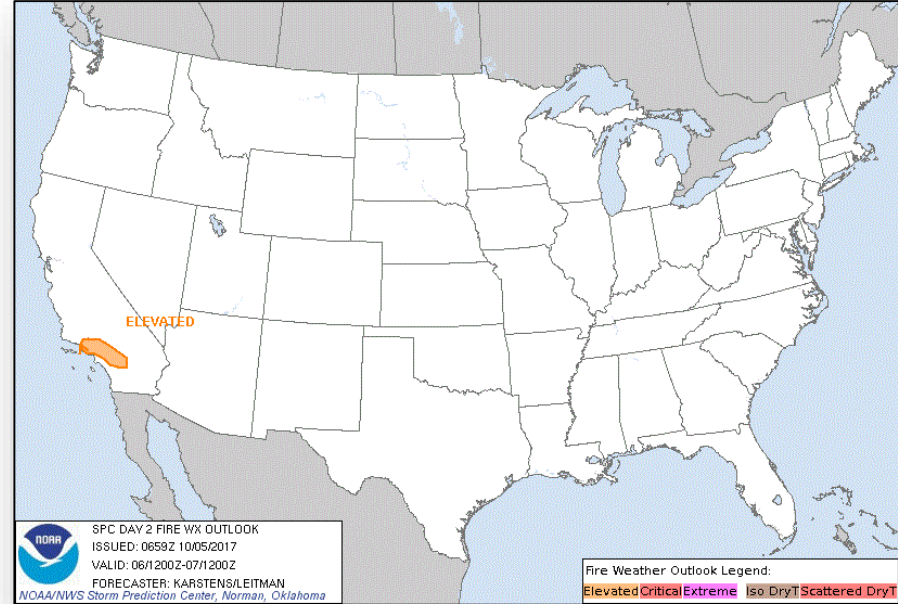 ELEVATED
NOAA
SPC DAY 2 FIRE WX OUTLOOK
ISSUED: 0659Z 10/05/2017
VALID: 06/1200Z-07/1200Z
FORECASTER: KARSTENS/LEITMAN
NOAA/NWS Storm Prediction Center, Norman, Oklahoma
Fire Weather Outlook Legend:
Elevated Critical Extreme Iso DryT Scattered DryT